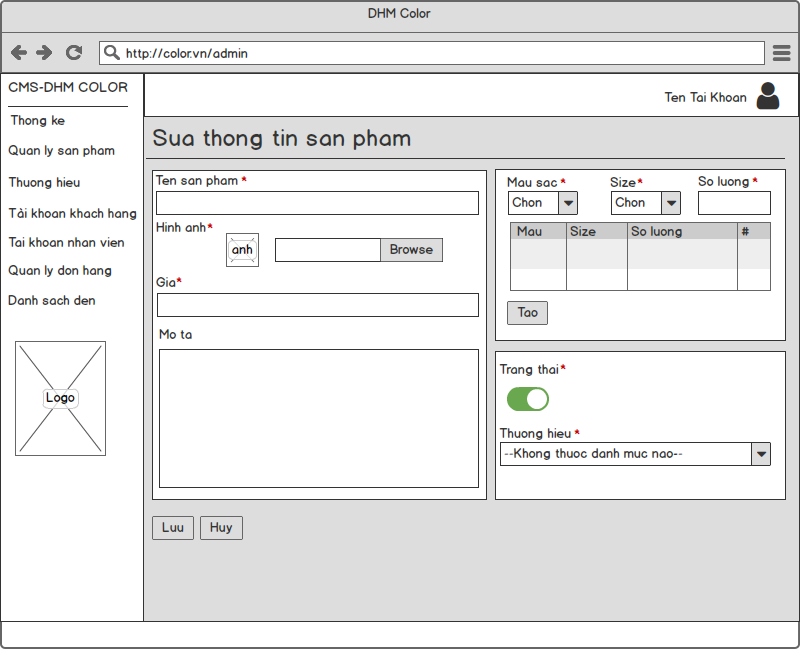 DHM Color
http://color.vn/admin
CMS-DHM COLOR
Thong ke
Quan ly san pham
Thuong hieu
Tài khoan khach hang
Tai khoan nhan vien
Quan ly don hang
Danh sach den
Logo
Ten Tai Khoan
Sua thong tin san pham
Ten san pham *
Hinh anh*
anh
Browse
Gia*
Mo ta
Luu Huy
Mau sac * Size* So luong *
Chon Chon
Mau Size So luong #
Tao
Trang thai*
Thuong hieu *
--Khong thuoc danh muc nao--